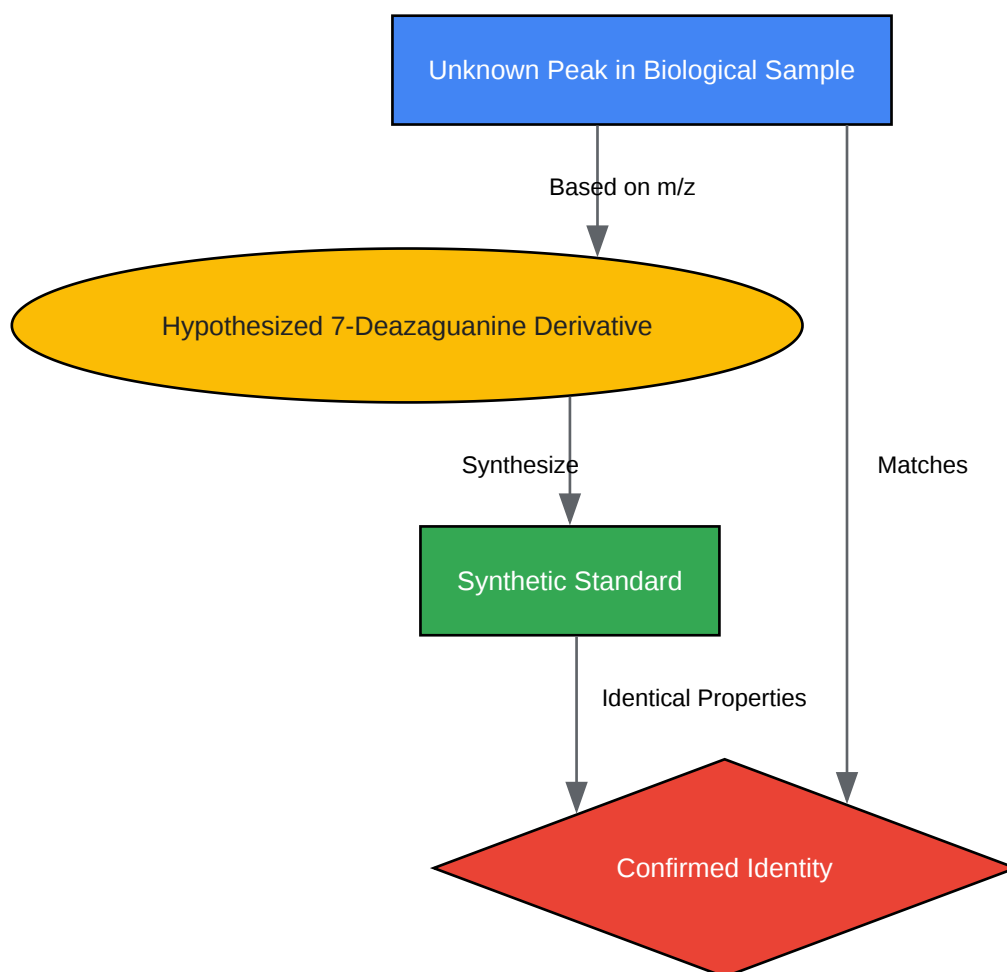 Unknown Peak in Biological Sample
Based on m/z
Hypothesized 7-Deazaguanine Derivative
Synthesize
Matches
Synthetic Standard
Identical Properties
Confirmed Identity